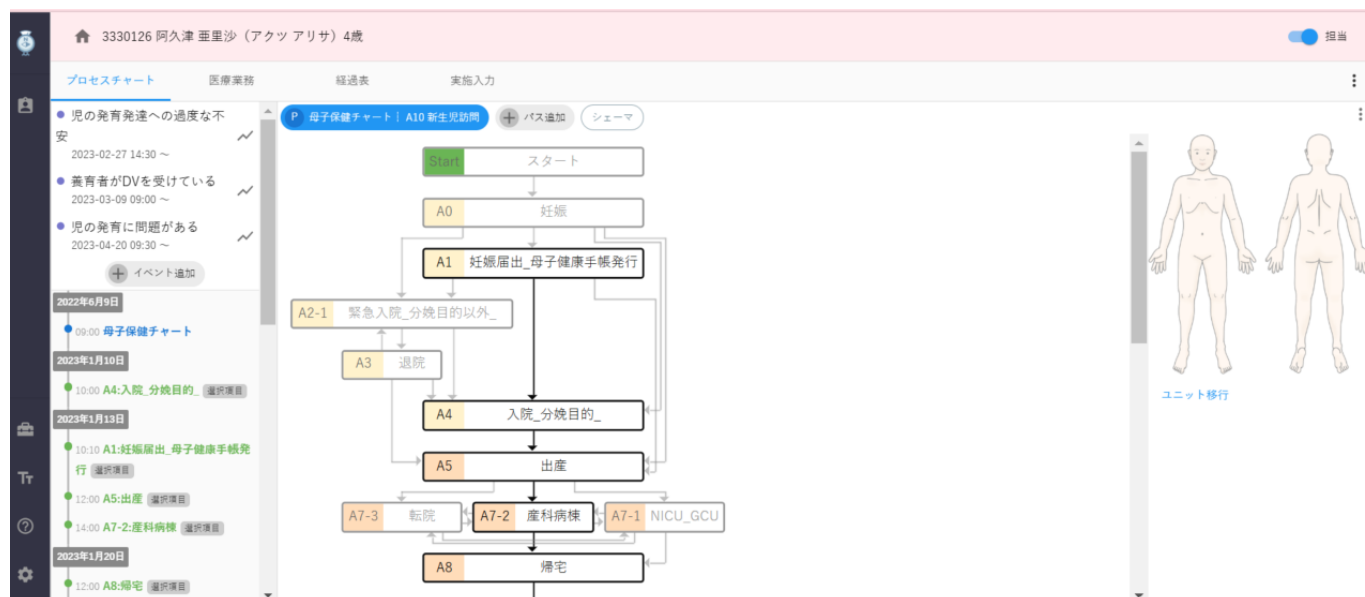 3330126 阿久津 亜里沙（アクツ アリサ）4歳
担当
プロセスチャート 医療業務 経過表 実施入力
児の発育発達への過度な不
安
2023-02-27 14:30 ～
養育者がDVを受けている
2023-03-09 09:00 ～
児の発育に問題がある
2023-04-20 09:30 ～
イベント追加
2022年6月9日
09:00 母子保健チャート
2023年1月10日
10:00 A4:入院_分娩目的_ 選択項目
2023年1月13日
10:10 A1:妊娠届出_母子健康手帳発
行 選択項目
12:00 A5:出産 選択項目
14:00 A7-2:産科病棟 選択項目
2023年1月20日
12:00 A8:帰宅 選択項目
P 母子保健チャート | A10 新生児訪問 パス追加 シェーマ
Start スタート
A0 妊娠
A1 妊娠届出_母子健康手帳発行
A2-1 緊急入院_分娩目的以外_
A3 退院
A4 入院_分娩目的_
A5 出産
A7-3 転院 A7-2 産科病棟 A7-1 NICU_GCU
A8 帰宅
ユニット移行
Tт